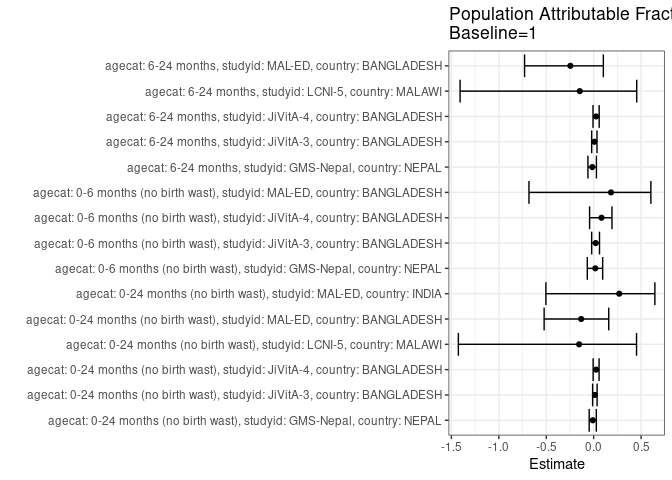 Population Attributable Fract
Baseline=1
agecat: 6-24 months, studyid: MAL-ED, country: BANGLADESH
agecat: 6-24 months, studyid: LCNI-5, country: MALAWI
agecat: 6-24 months, studyid: JiVitA-4, country: BANGLADESH
agecat: 6-24 months, studyid: JiVitA-3, country: BANGLADESH
agecat: 6-24 months, studyid: GMS-Nepal, country: NEPAL
agecat: 0-6 months (no birth wast), studyid: MAL-ED, country: BANGLADESH
agecat: 0-6 months (no birth wast), studyid: JiVitA-4, country: BANGLADESH
agecat: 0-6 months (no birth wast), studyid: JiVitA-3, country: BANGLADESH
agecat: 0-6 months (no birth wast), studyid: GMS-Nepal, country: NEPAL
agecat: 0-24 months (no birth wast), studyid: MAL-ED, country: INDIA
agecat: 0-24 months (no birth wast), studyid: MAL-ED, country: BANGLADESH
agecat: 0-24 months (no birth wast), studyid: LCNI-5, country: MALAWI
agecat: 0-24 months (no birth wast), studyid: JiVitA-4, country: BANGLADESH
agecat: 0-24 months (no birth wast), studyid: JiVitA-3, country: BANGLADESH
agecat: 0-24 months (no birth wast), studyid: GMS-Nepal, country: NEPAL
-1.5 -1.0 -0.5 0.0 0.5
Estimate